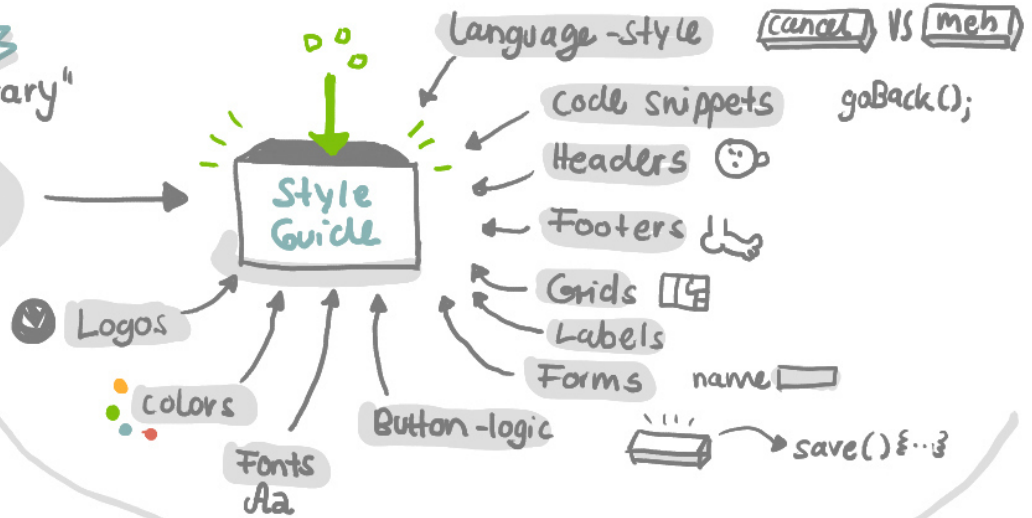 ary"
Language-style
cancel VS meh
Code snippets
goBack();
Headers
Style
Guide
Footers
Grids
Logos
Labels
Forms
name
colors
Button-logic
save() {...}
Fonts
Aa